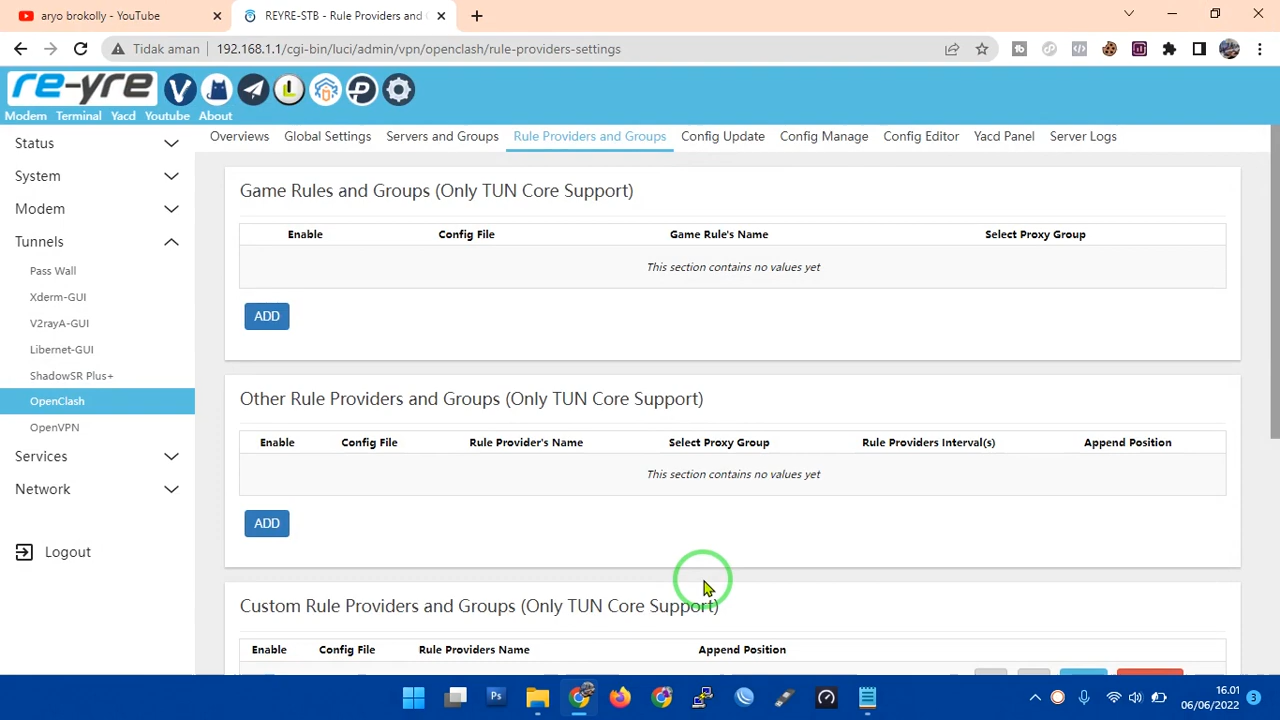 aryo brokolly - YouTube
REYRE-STB - Rule Providers and
Tidak aman
192.168.1.1/cgi-bin/luci/admin/vpn/openclash/rule-providers-settings
re-yre
Modem Terminal Yacd Youtube About
Status
System
Modem
Tunnels
Pass Wall
Xderm-GUI
V2rayA-GUI
Libernet-GUI
ShadowSR Plus+
OpenClash
OpenVPN
Services
Network
Logout
Overviews Global Settings Servers and Groups Rule Providers and Groups Config Update Config Manage Config Editor Yacd Panel Server Logs
Game Rules and Groups (Only TUN Core Support)
Enable Config File Game Rule's Name Select Proxy Group
This section contains no values yet
ADD
Other Rule Providers and Groups (Only TUN Core Support)
Enable Config File Rule Provider's Name Select Proxy Group Rule Providers Interval(s) Append Position
This section contains no values yet
ADD
Custom Rule Providers and Groups (Only TUN Core Support)
Enable Config File Rule Providers Name Append Position
Ps
16.01
06/06/2022
3